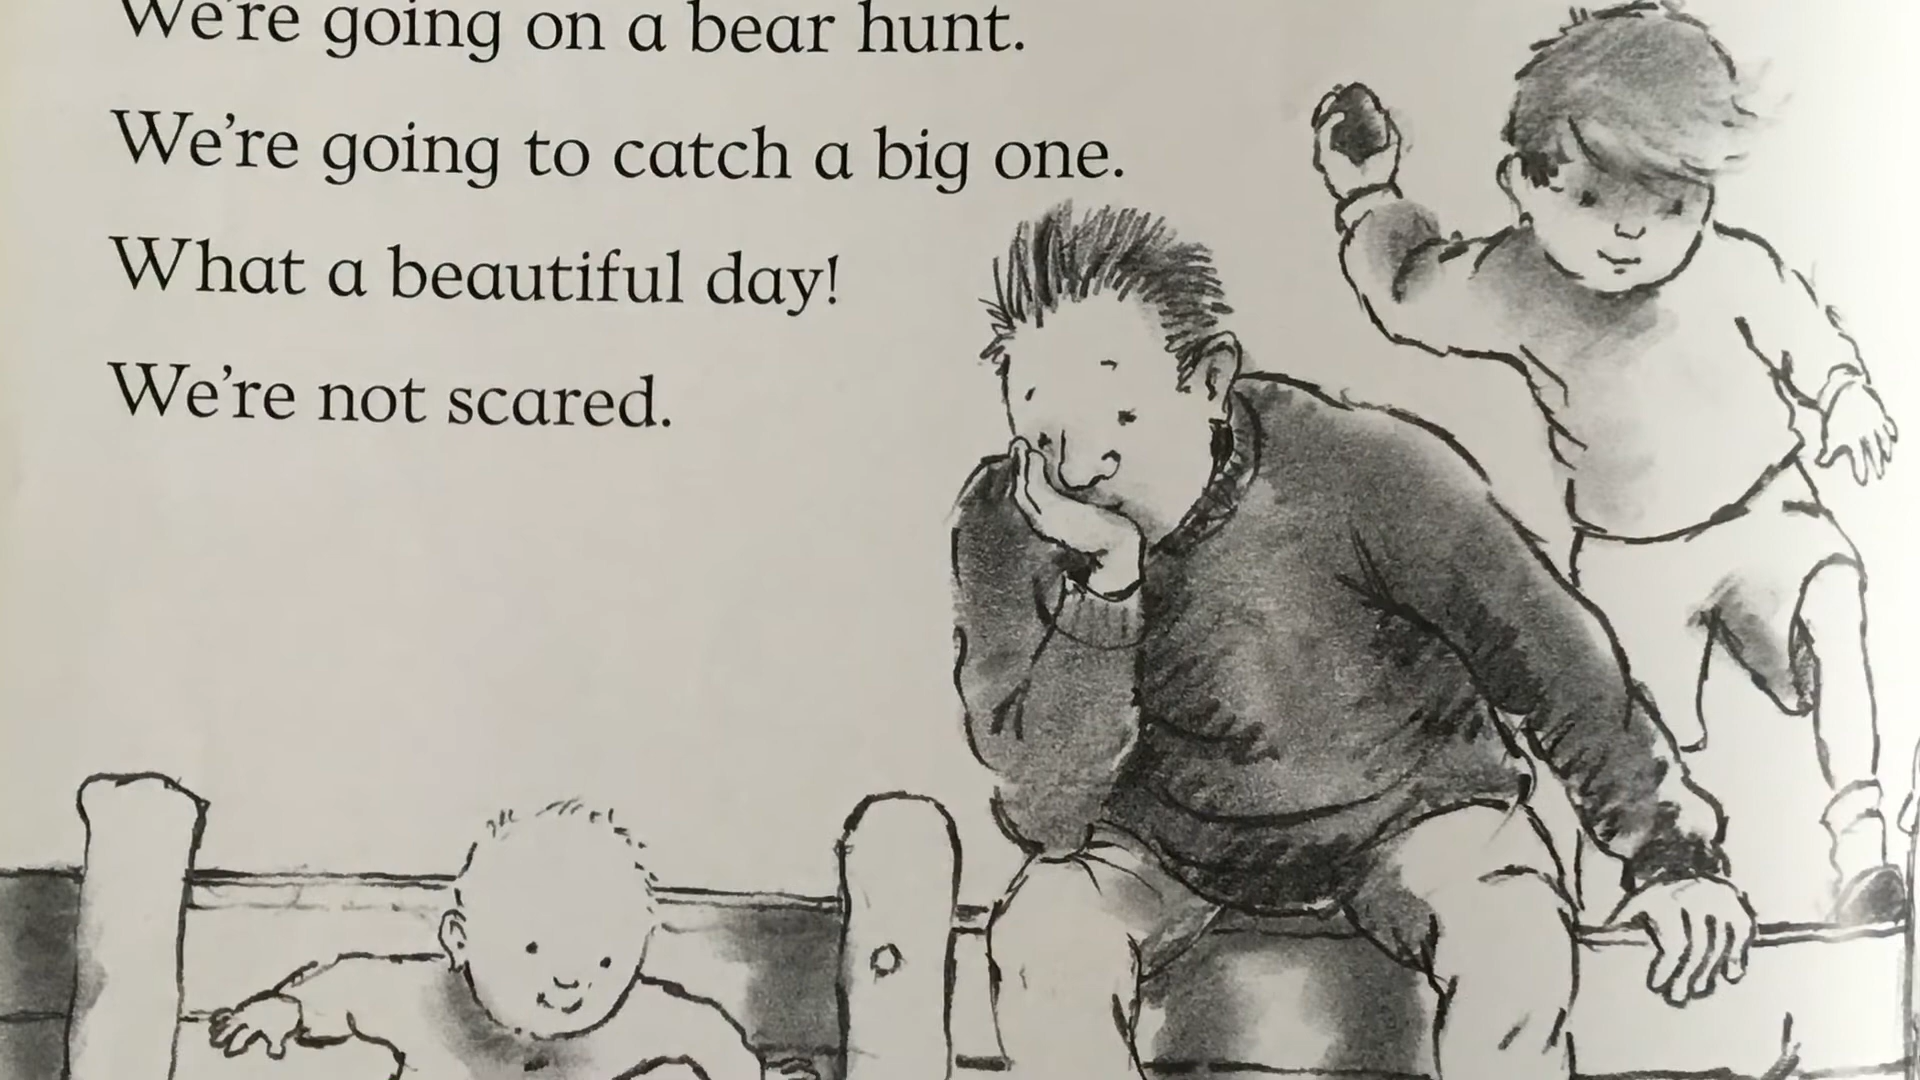 We're going on a bear hunt.
We're going to catch a big one.
What a beautiful day!
We're not scared.